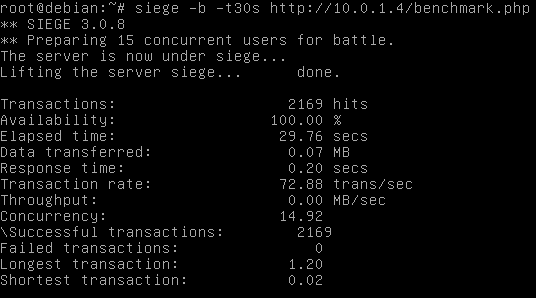 root@debian:~# siege -b -t30s http://10.0.1.4/benchmark.php
** SIEGE 3.0.8
** Preparing 15 concurrent users for battle.
The server is now under siege...
Lifting the server siege...      done.
Transactions:                   2169 hits
Availability:                 100.00 %
Elapsed time:                  29.76 secs
Data transferred:               0.07 MB
Response time:                  0.20 secs
Transaction rate:              72.88 trans/sec
Throughput:                     0.00 MB/sec
Concurrency:                   14.92
\Successful transactions:        2169
Failed transactions:               0
Longest transaction:            1.20
Shortest transaction:           0.02